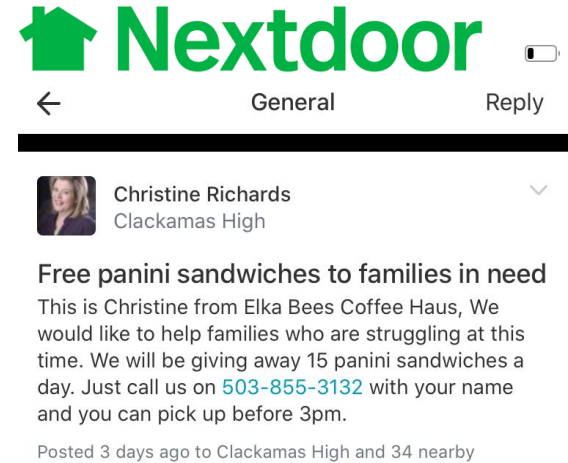 Nextdoor
General Reply
Christine Richards
Clackamas High
Free panini sandwiches to families in need
This is Christine from Elka Bees Coffee Haus, We
would like to help families who are struggling at this
time. We will be giving away 15 panini sandwiches a
day. Just call us on 503-855-3132 with your name
and you can pick up before 3pm.
Posted 3 days ago to Clackamas High and 34 nearby